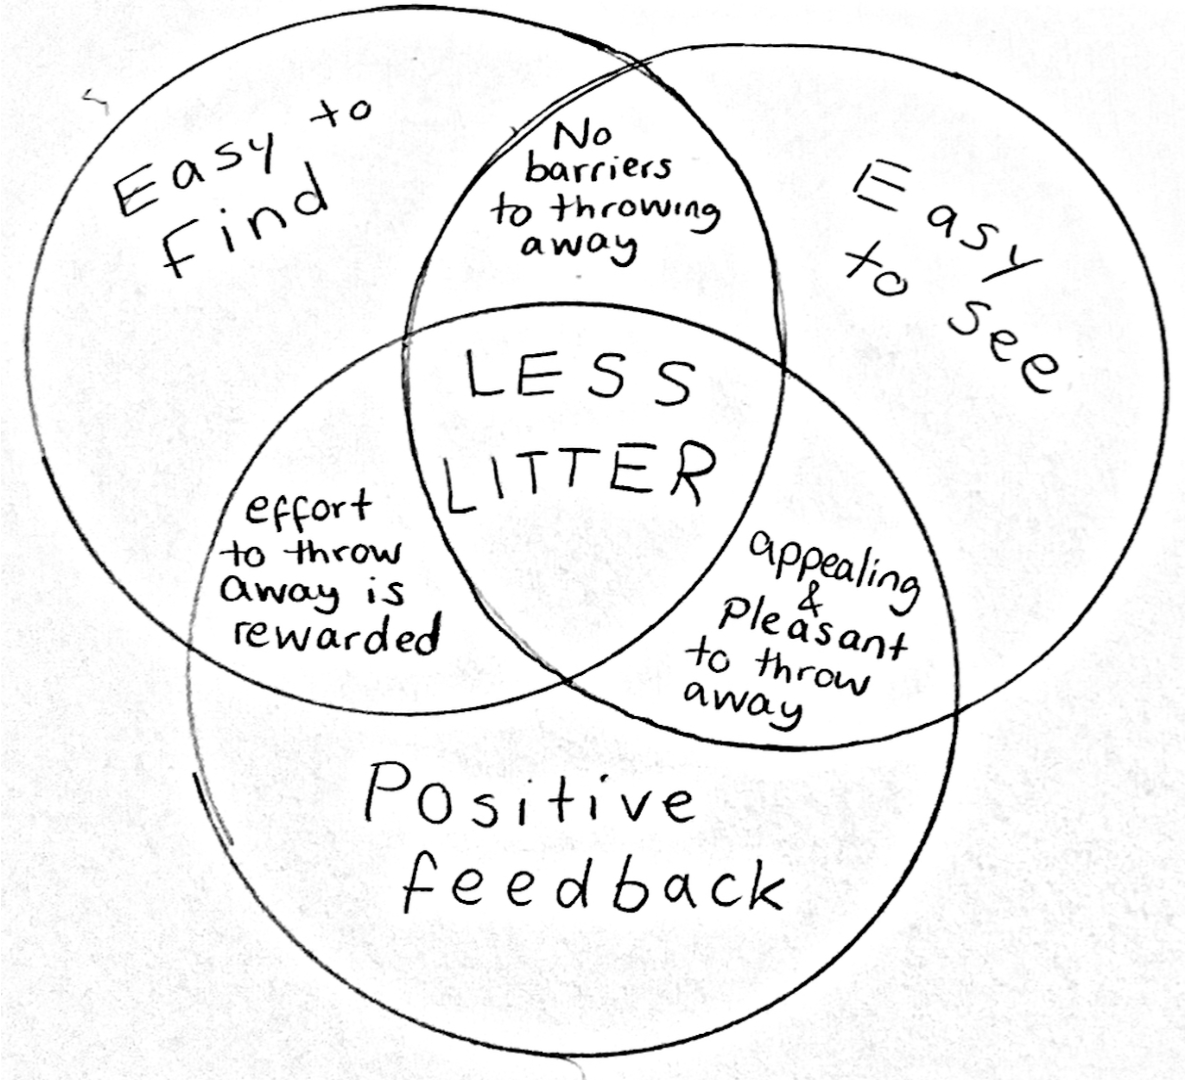 Easy to
Find
No
barriers
to throwing
away
Easy
to see
LESS
LITTER
effort
to throw
away is
rewarded
appealing
&
pleasant
to throw
away
Positive
feedback